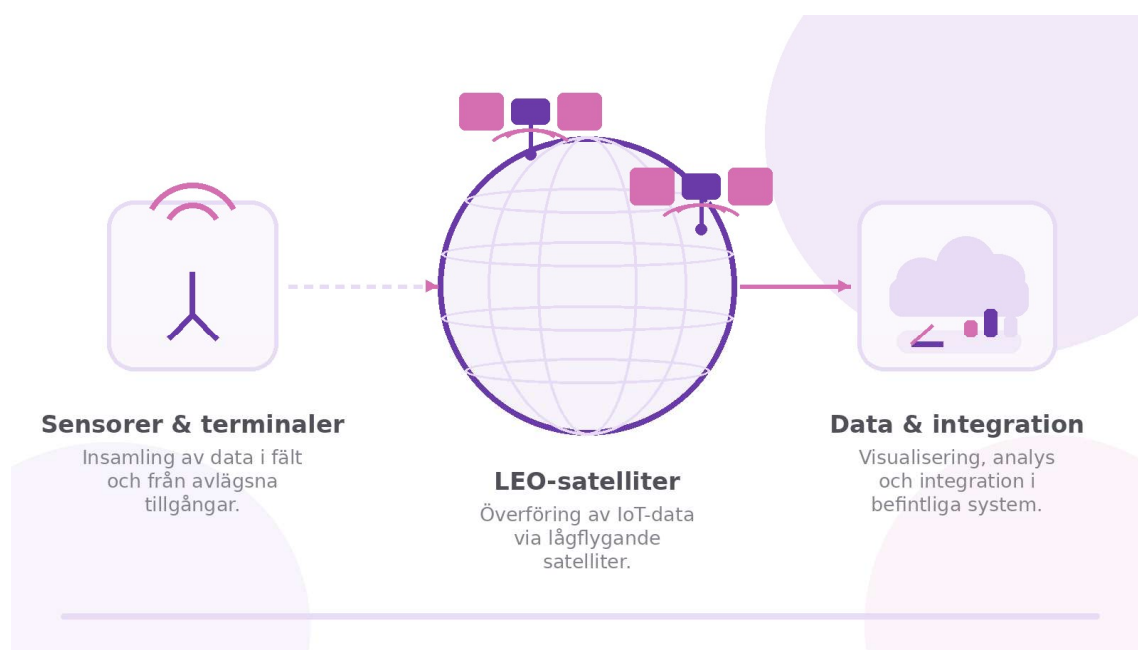 Sensorer & terminaler
Insamling av data i fält
och från avlägsna
tillgångar.
LEO-satelliter
Överföring av IoT-data
via lågflygande
satelliter.
Data & integration
Visualisering, analys
och integration i
befintliga system.